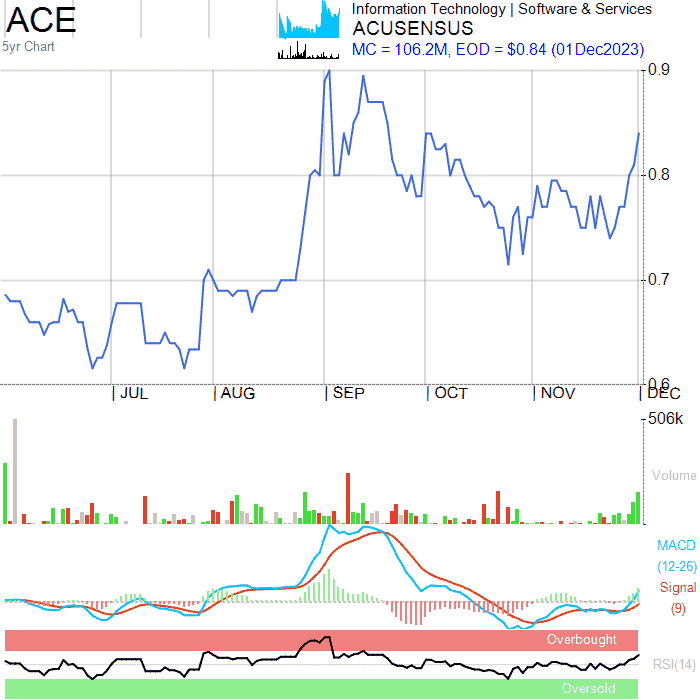 ACE
5yr Chart
Information Technology | Software & Services
ACUSENSUS
MC = 106.2M, EOD = $0.84 (01Dec2023)
0.9
0.8
0.7
0.6
JUL
AUG
SEP
OCT
NOV
DEC
506k
Volume
MACD
(12-26)
Signal
(9)
Overbought
RSI(14)
Oversold